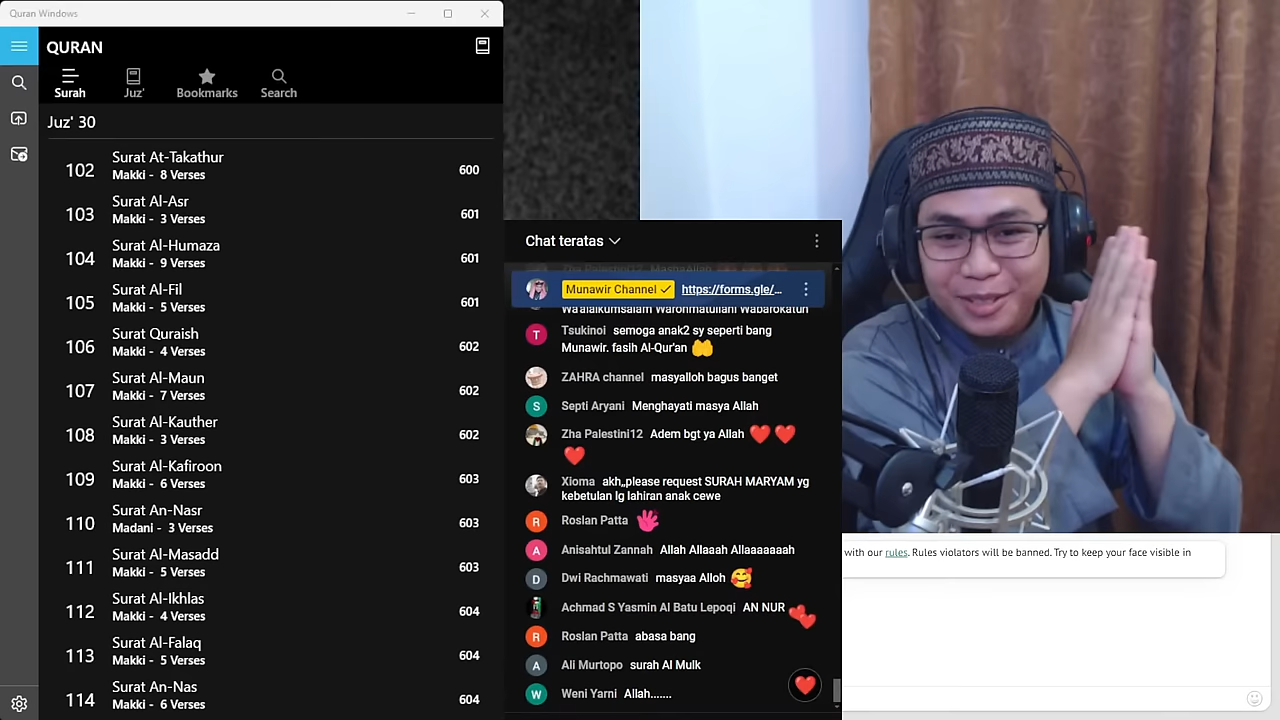 Quran Windows
QURAN
Surah
Juz'
Bookmarks
Search
Juz' 30
102
Surat At-Takathur
Makki - 8 Verses
600
103
Surat Al-Asr
Makki - 3 Verses
601
104
Surat Al-Humaza
Makki - 9 Verses
601
105
Surat Al-Fil
Makki - 5 Verses
601
106
Surat Quraish
Makki - 4 Verses
602
107
Surat Al-Maun
Makki - 7 Verses
602
108
Surat Al-Kauther
Makki - 3 Verses
602
109
Surat Al-Kafiroon
Makki - 6 Verses
603
110
Surat An-Nasr
Madani - 3 Verses
603
111
Surat Al-Masadd
Makki - 5 Verses
603
112
Surat Al-Ikhlas
Makki - 4 Verses
604
113
Surat Al-Falaq
Makki - 5 Verses
604
114
Surat An-Nas
Makki - 6 Verses
604
Chat teratas
Munawir Channel https://forms.gle/...
Wa'alaikumsalam Warohmatullahi Wabarokatuh
T
Tsukinoi semoga anak2 sy seperti bang
Munawir. fasih Al-Qur'an
ZAHRA channel masyalloh bagus banget
S
Septi Aryani Menghayati masya Allah
Zha Palestini12 Adem bgt ya Allah
Xioma akh,,please request SURAH MARYAM yg
kebetulan lg lahiran anak cewe
R
Roslan Patta
A
Anisahtul Zannah Allah Allaaah Allaaaaaaah
D
Dwi Rachmawati masyaa Alloh
Achmad S Yasmin Al Batu Lepoqi AN NUR
R
Roslan Patta abasa bang
A
Ali Murtopo surah Al Mulk
W
Weni Yarni Allah.......
with our rules. Rules violators will be banned. Try to keep your face visible in